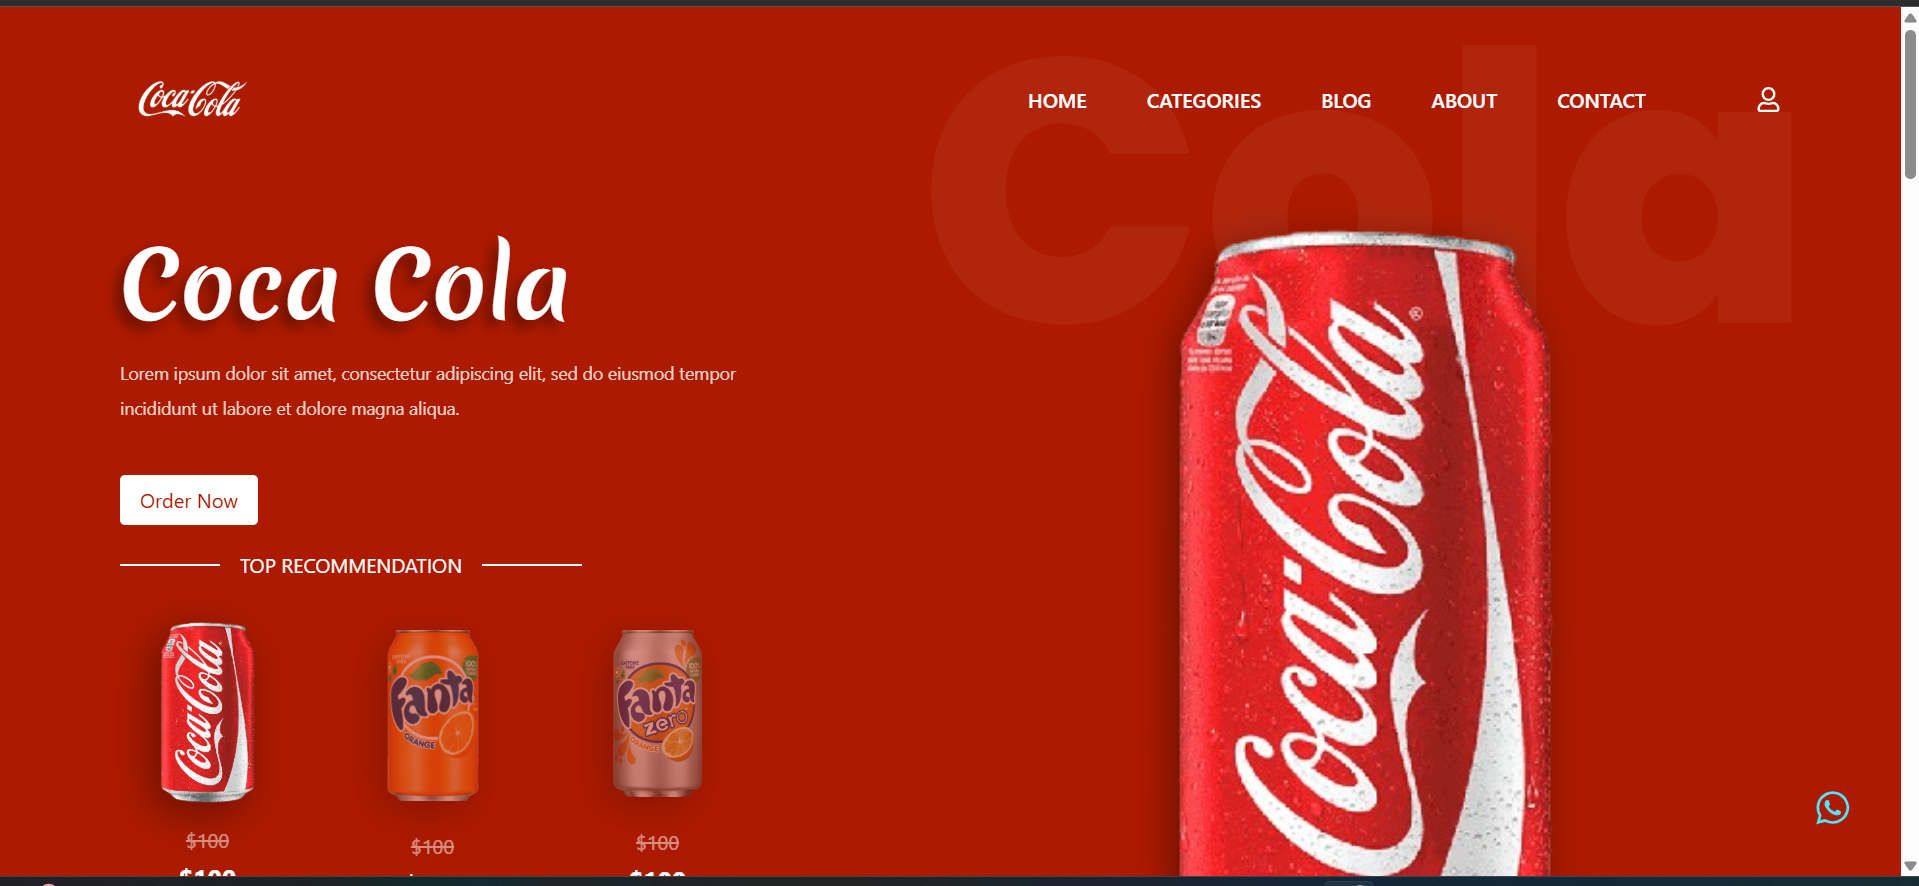 Coca-Cola
HOME CATEGORIES BLOG ABOUT CONTACT
Cola
Coca Cola
Lorem ipsum dolor sit amet, consectetur adipiscing elit, sed do eiusmod tempor
incididunt ut labore et dolore magna aliqua.
Order Now
TOP RECOMMENDATION
Coca-Cola
Fanta
ORANGE
Fanta
zero
ORANGE
$100
$100
$100
$100
$100
Coca-Cola
®